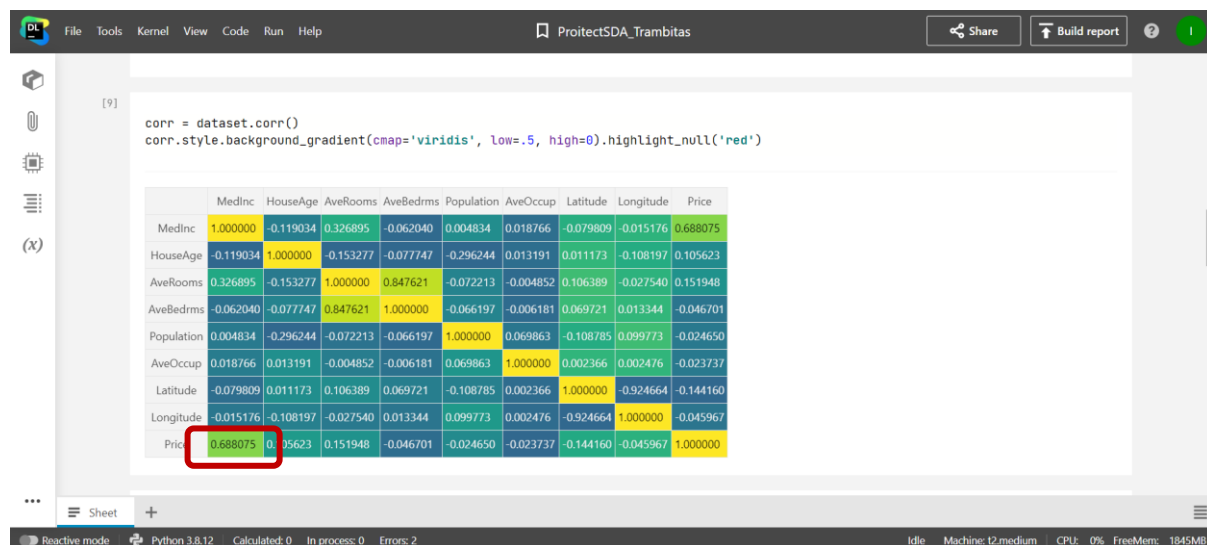 DL File Tools Kernel View Code Run Help ProitectSDA_Trambitas Share Build report ? I
[9]
corr = dataset.corr()
corr.style.background_gradient(cmap='viridis', low=.5, high=0).highlight_null('red')
MedInc HouseAge AveRooms AveBedrms Population AveOccup Latitude Longitude Price
MedInc 1.000000 -0.119034 0.326895 -0.062040 0.004834 0.018766 -0.079809 -0.015176 0.688075
HouseAge -0.119034 1.000000 -0.153277 -0.077747 -0.296244 0.013191 0.011173 -0.108197 0.105623
AveRooms 0.326895 -0.153277 1.000000 0.847621 -0.072213 -0.004852 0.106389 -0.027540 0.151948
AveBedrms -0.062040 -0.077747 0.847621 1.000000 -0.066197 -0.006181 0.069721 0.013344 -0.046701
Population 0.004834 -0.296244 -0.072213 -0.066197 1.000000 0.069863 -0.108785 0.099773 -0.024650
AveOccup 0.018766 0.013191 -0.004852 -0.006181 0.069863 1.000000 0.002366 0.002476 -0.023737
Latitude -0.079809 0.011173 0.106389 0.069721 -0.108785 0.002366 1.000000 -0.924664 -0.144160
Longitude -0.015176 -0.108197 -0.027540 0.013344 0.099773 0.002476 -0.924664 1.000000 -0.045967
0.688075 0.151948 -0.046701 -0.024650 -0.023737 -0.144160 -0.045967 1.000000
(x)
Sheet +
Reactive mode Python 3.8.12 Calculated: 0 In process: 0 Errors: 2 Idle Machine: t2.medium CPU: 0% FreeMem: 1845MB